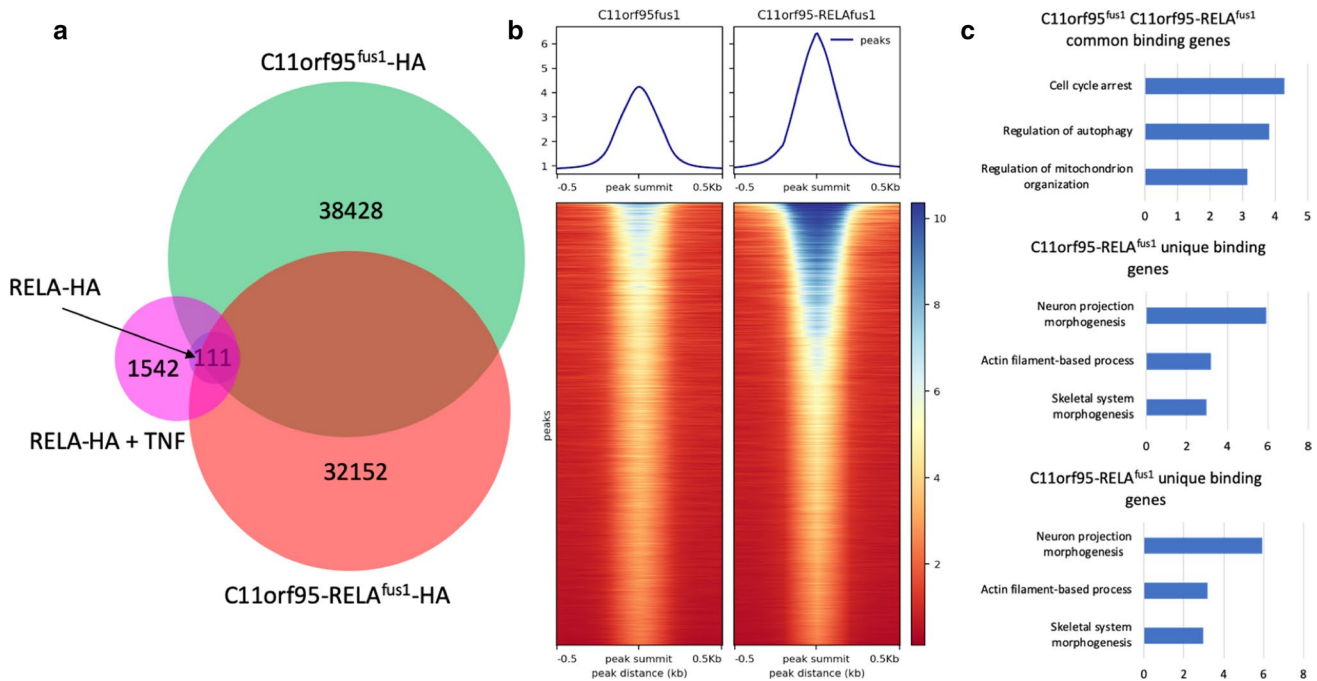 a
C11orf95fus1-HA
38428
RELA-HA
1542
111
RELA-HA + TNF
32152
C11orf95-RELAfus1-HA
b
C11orf95fus1
C11orf95-RELAfus1
peaks
6
5
4
3
2
1
-0.5
peak summit
0.5Kb
-0.5
peak summit
0.5Kb
peaks
10
8
6
4
2
-0.5
peak summit
0.5Kb
peak distance (kb)
-0.5
peak summit
0.5Kb
peak distance (kb)
c
C11orf95fus1 C11orf95-RELAfus1
common binding genes
Cell cycle arrest
Regulation of autophagy
Regulation of mitochondrion
organization
0 1 2 3 4 5
C11orf95-RELAfus1 unique binding
genes
Neuron projection
morphogenesis
Actin filament-based process
Skeletal system
morphogenesis
0 2 4 6 8
C11orf95-RELAfus1 unique binding
genes
Neuron projection
morphogenesis
Actin filament-based process
Skeletal system
morphogenesis
0 2 4 6 8